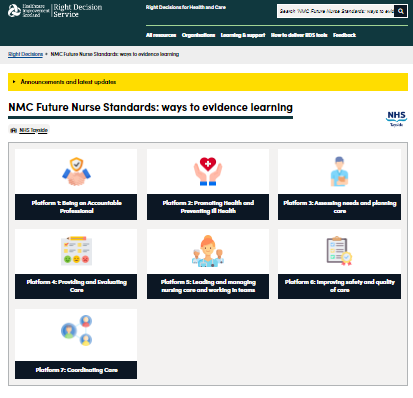 Healthcare
Improvement
Scotland
Right Decision
Service
Right Decisions for Health and Care
Search 'NMC Future Nurse Standards: ways to evid
All resources Organisations Learning & support How to deliver RDS tools Feedback
Right Decisions NMC Future Nurse Standards: ways to evidence learning
Announcements and latest updates
NMC Future Nurse Standards: ways to evidence learning
NHS Tayside
NHS
Tayside
Platform 1: Being an Accountable
Professional
Platform 2: Promoting Health and
Preventing Ill Health
Platform 3: Assessing needs and planning
care
Platform 4: Providing and Evaluating
Care
Platform 5: Leading and managing
nursing care and working in teams
Platform 6: Improving safety and quality
of care
Platform 7: Coordinating Care